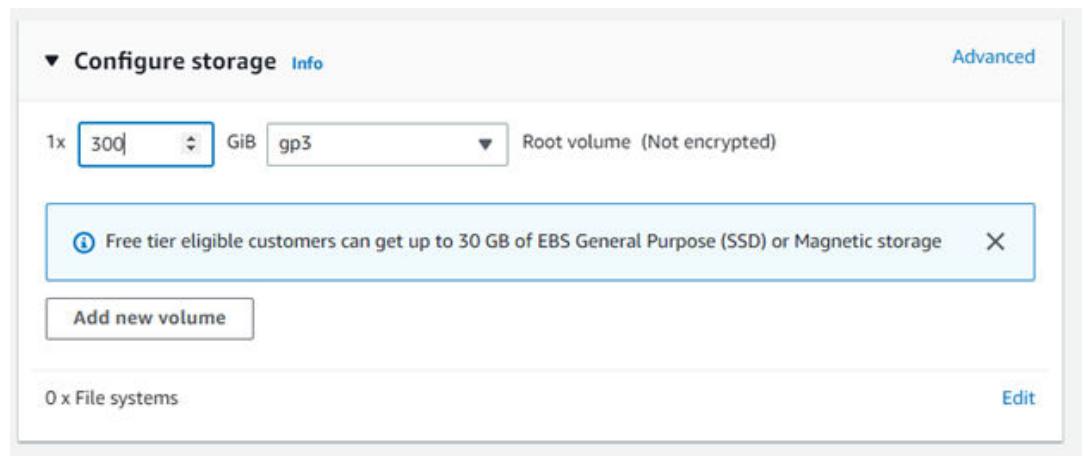 Configure storage Info Advanced
1x 300 GiB gp3 Root volume (Not encrypted)
Free tier eligible customers can get up to 30 GB of EBS General Purpose (SSD) or Magnetic storage
Add new volume
0 x File systems Edit